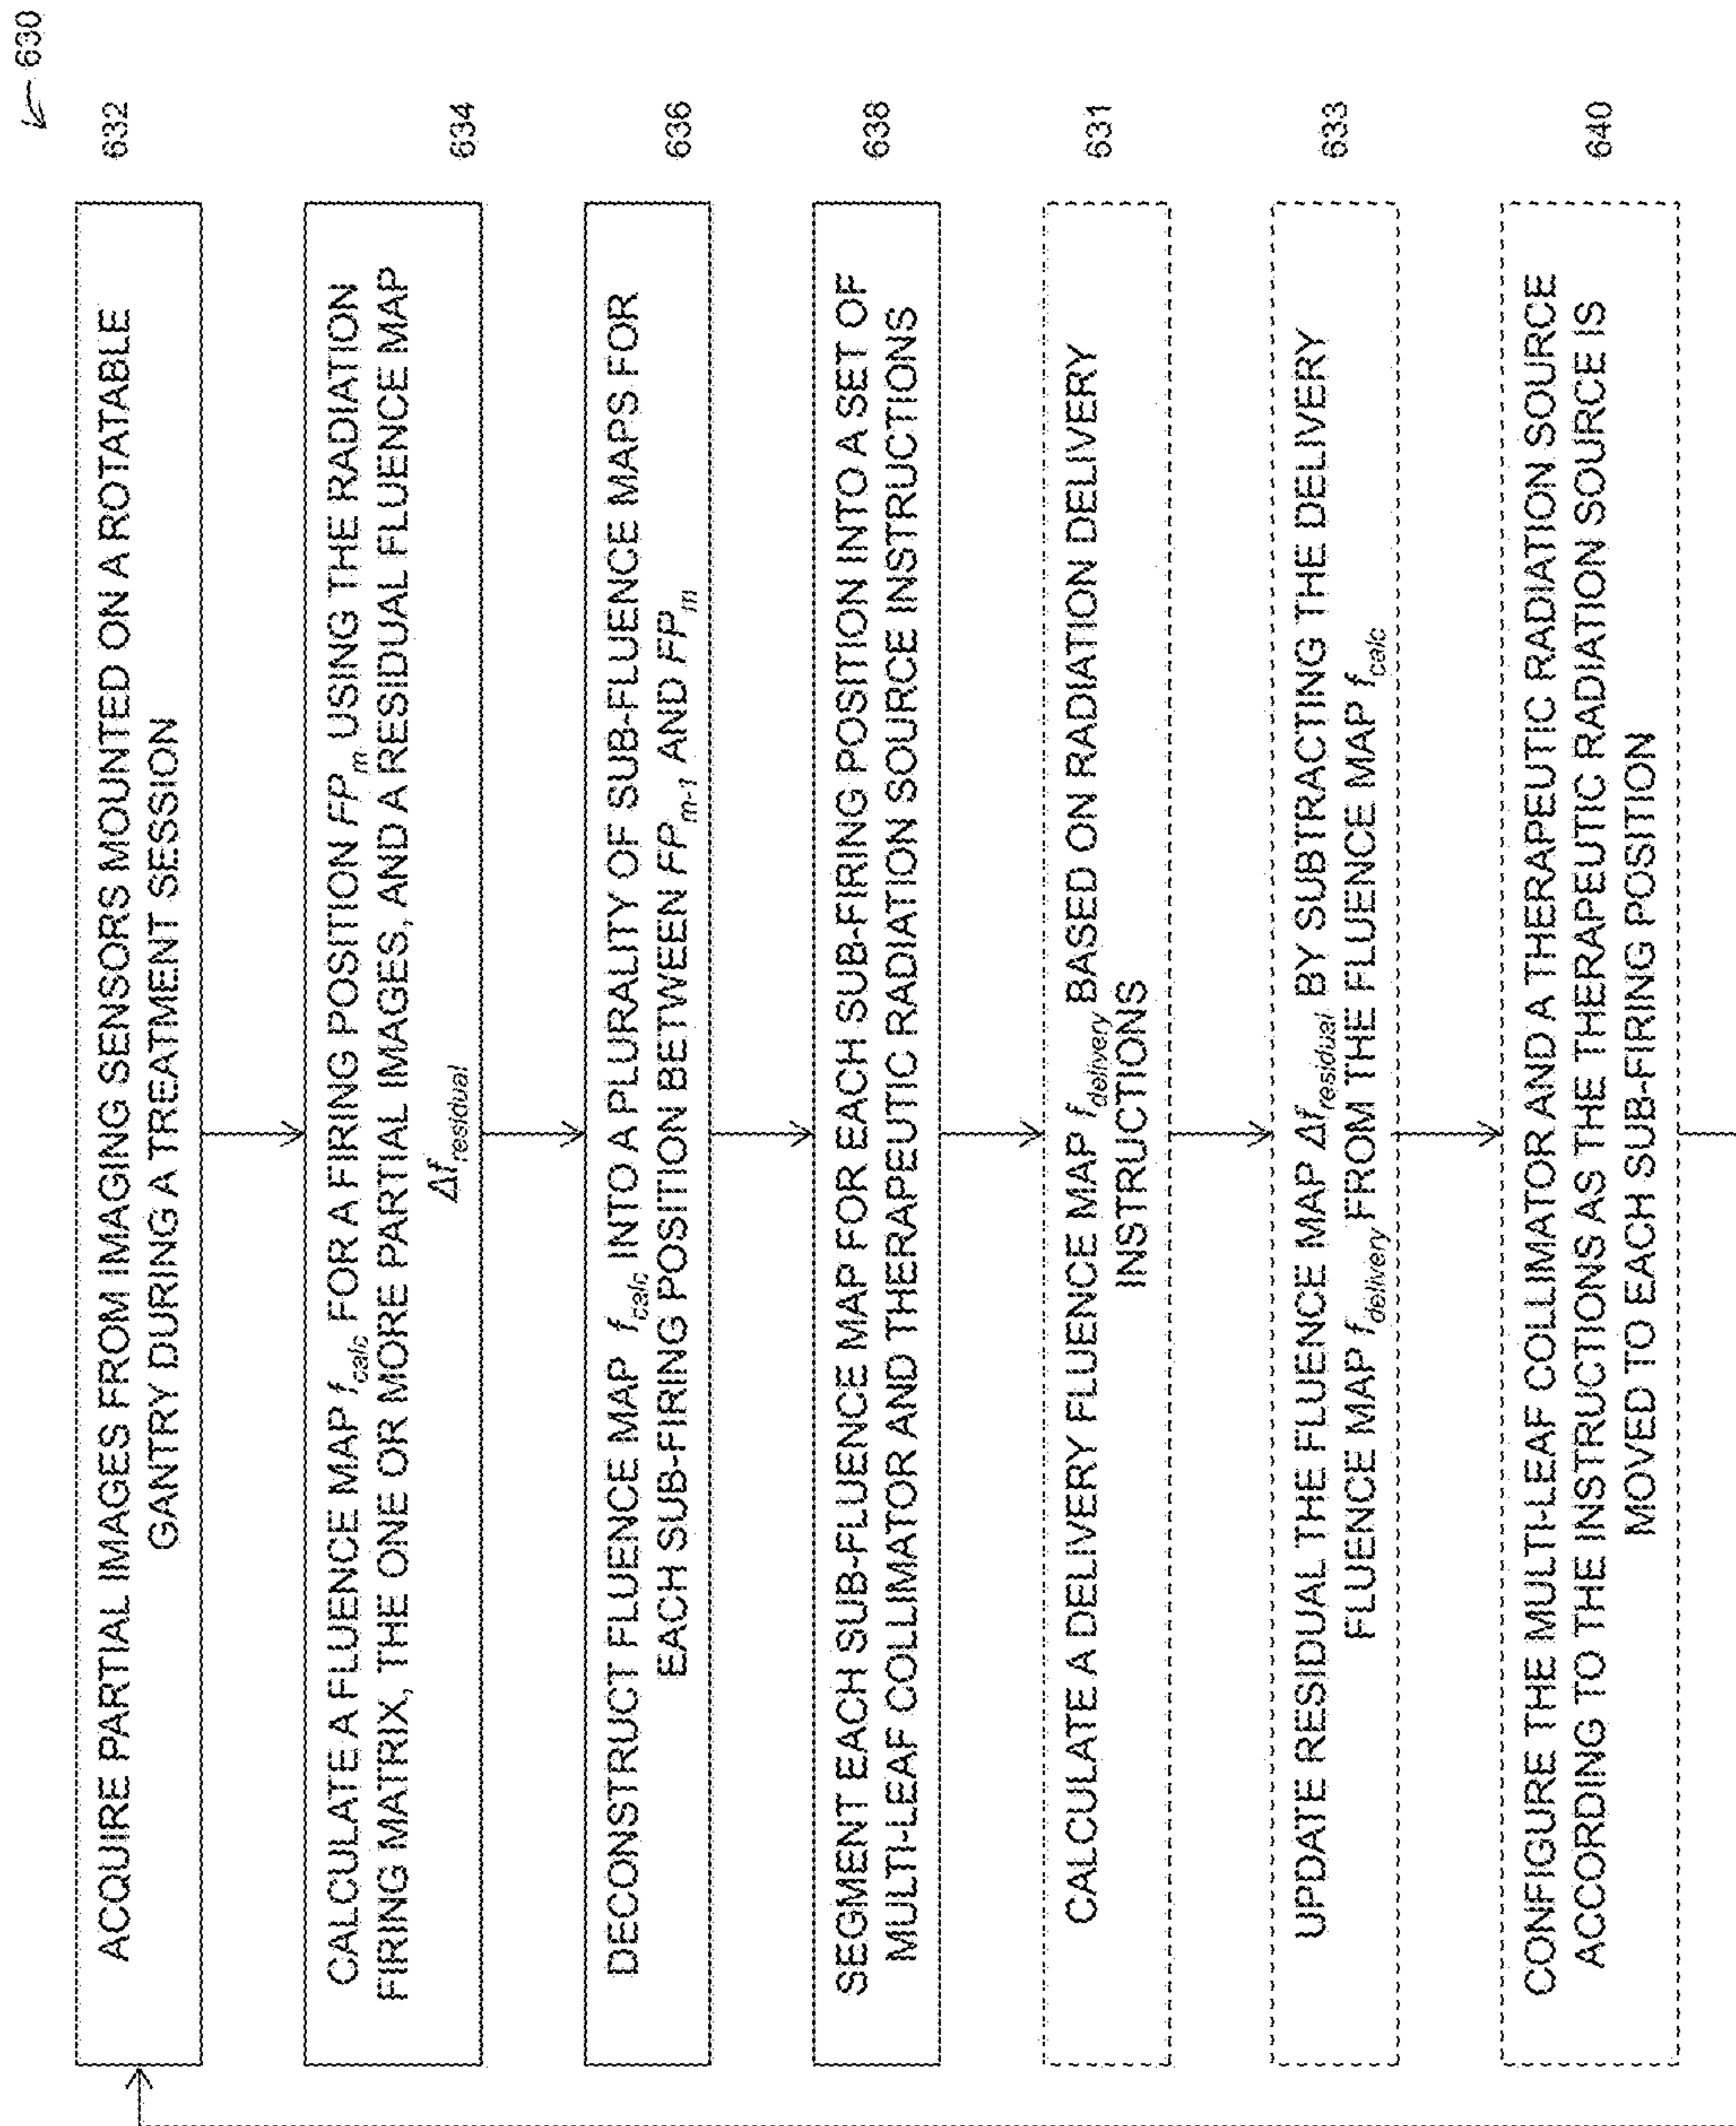 630
ACQUIRE PARTIAL IMAGES FROM IMAGING SENSORS MOUNTED ON A ROTATABLE
GANTRY DURING A TREATMENT SESSION
632
CALCULATE A FLUENCE MAP f_calc FOR A FIRING POSITION FP_m USING THE RADIATION
FIRING MATRIX, THE ONE OR MORE PARTIAL IMAGES, AND A RESIDUAL FLUENCE MAP
Δf_residual
634
DECONSTRUCT FLUENCE MAP f_calc INTO A PLURALITY OF SUB-FLUENCE MAPS FOR
EACH SUB-FIRING POSITION BETWEEN FP_m-1 AND FP_m
636
SEGMENT EACH SUB-FLUENCE MAP FOR EACH SUB-FIRING POSITION INTO A SET OF
MULTI-LEAF COLLIMATOR AND THERAPEUTIC RADIATION SOURCE INSTRUCTIONS
638
CALCULATE A DELIVERY FLUENCE MAP f_delivery BASED ON RADIATION DELIVERY
INSTRUCTIONS
631
UPDATE RESIDUAL THE FLUENCE MAP Δf_residual BY SUBTRACTING THE DELIVERY
FLUENCE MAP f_delivery FROM THE FLUENCE MAP f_calc
633
CONFIGURE THE MULTI-LEAF COLLIMATOR AND A THERAPEUTIC RADIATION SOURCE
ACCORDING TO THE INSTRUCTIONS AS THE THERAPEUTIC RADIATION SOURCE IS
MOVED TO EACH SUB-FIRING POSITION
640